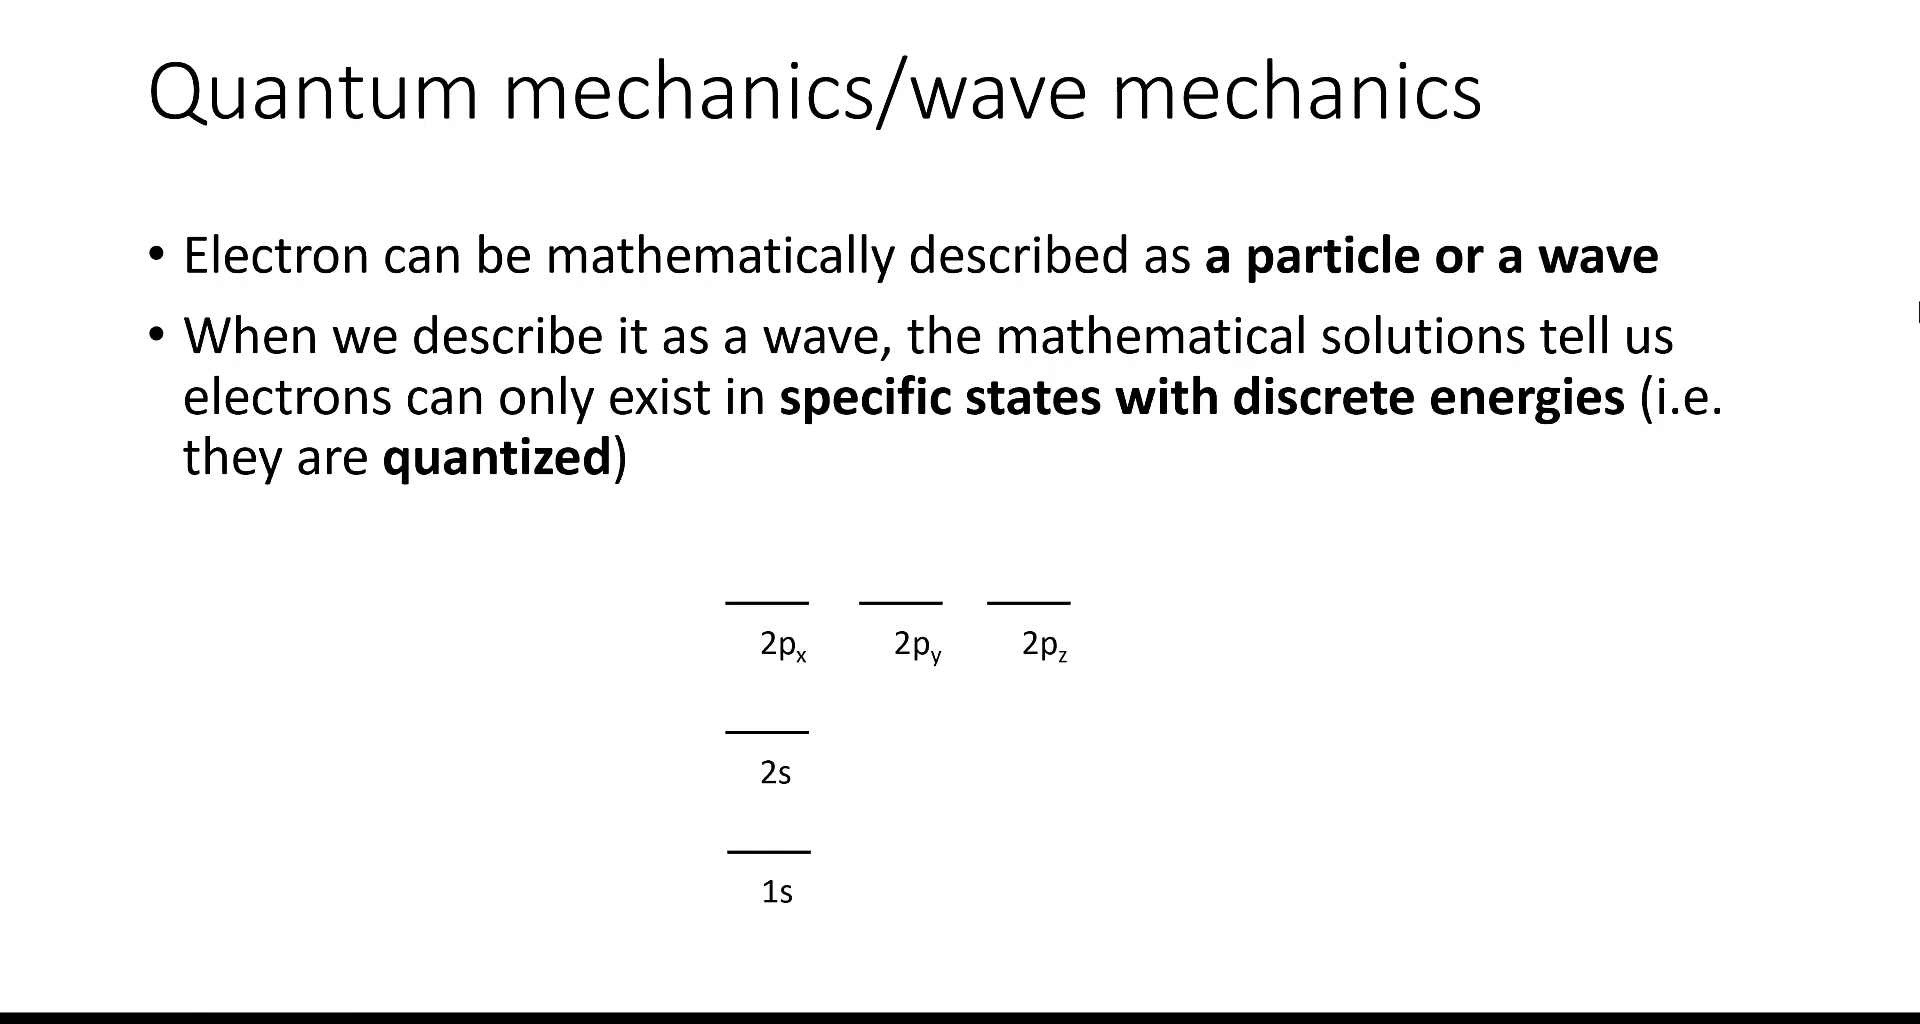 Quantum mechanics/wave mechanics
• Electron can be mathematically described as a particle or a wave
• When we describe it as a wave, the mathematical solutions tell us
electrons can only exist in specific states with discrete energies (i.e.
they are quantized)
2pₓ 2p_y 2p_z
2s
1s